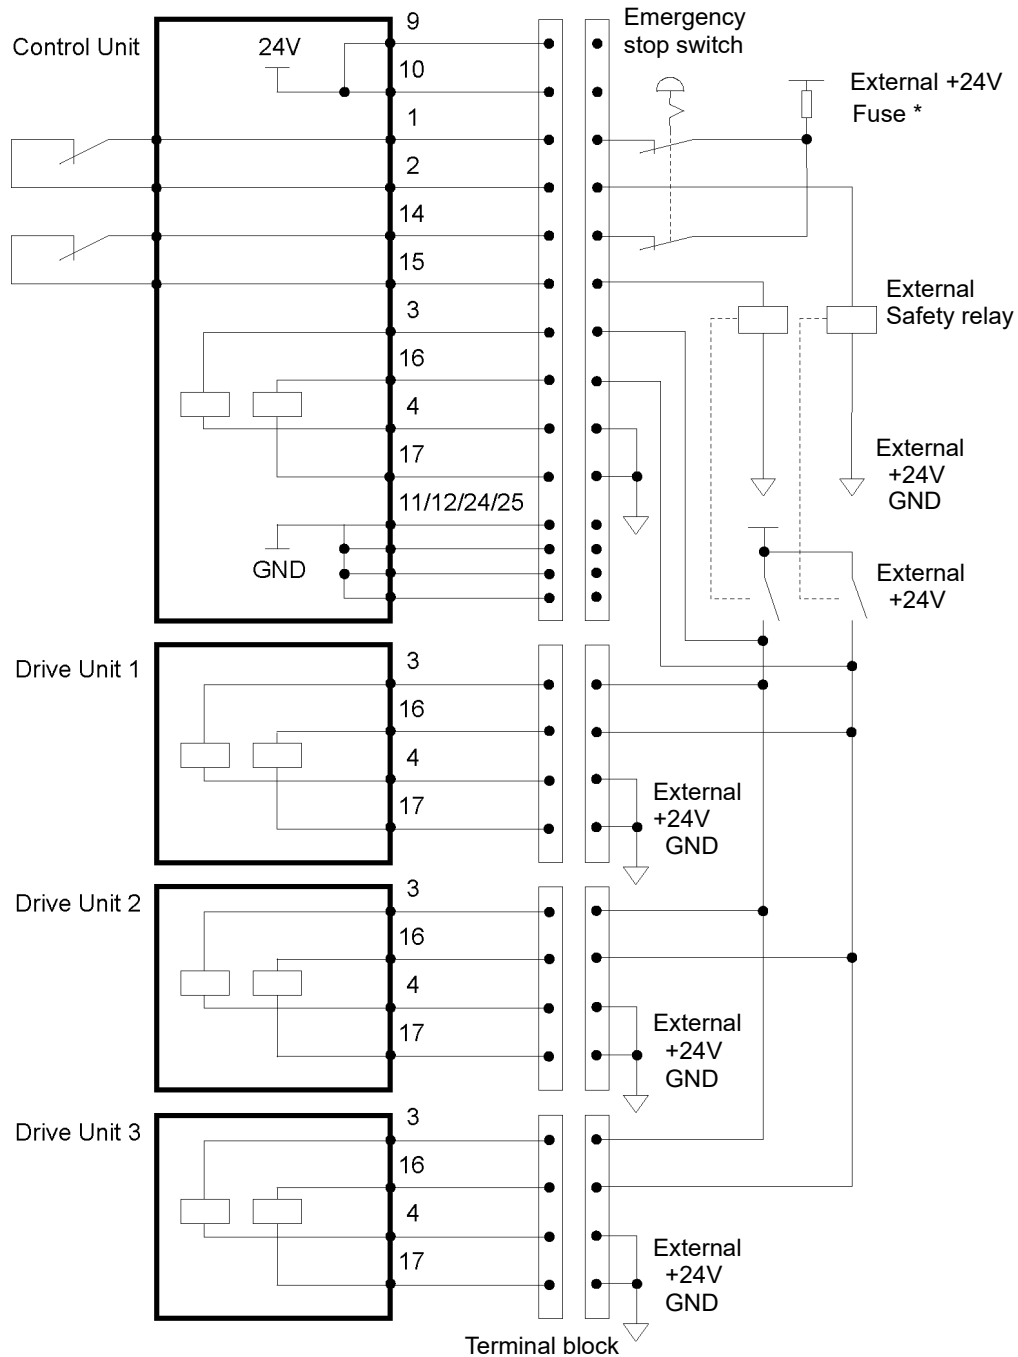 9
Emergency
stop switch
Control Unit
24V
10
External +24V
Fuse *
1
2
14
15
External
Safety relay
3
16
4
17
External
+24V
GND
11/12/24/25
GND
External
+24V
Drive Unit 1
3
16
4
17
External
+24V
GND
Drive Unit 2
3
16
4
17
External
+24V
GND
Drive Unit 3
3
16
4
17
External
+24V
GND
Terminal block